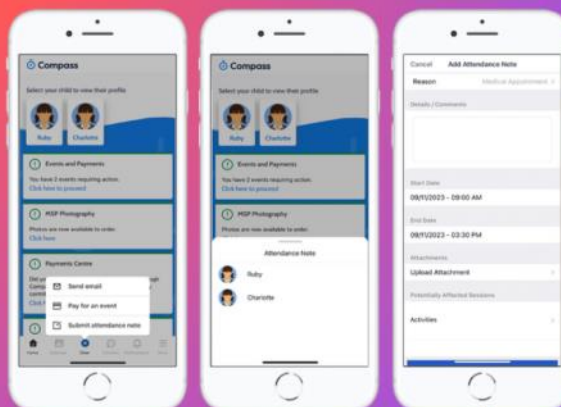 Compass
Select your child to view their profile
Ruby
Charlotte
Events and Payments
You have 2 events requiring action.
Click here to proceed
MSP Photography
Photos are now available to order.
Click here
Payments Centre
Send email
Pay for an event
Submit attendance note
Home
Compass
Select your child to view their profile
Ruby
Charlotte
Events and Payments
You have 2 events requiring action.
Click here to proceed
MSP Photography
Photos are now available to order.
Attendance Note
Ruby
Charlotte
Cancel
Add Attendance Note
Reason
Medical Appointment
Details / Comments
Start Date
09/11/2023 - 09:00 AM
End Date
09/11/2023 - 03:30 PM
Attachments
Upload Attachment
Potentially Affected Sessions
Activities